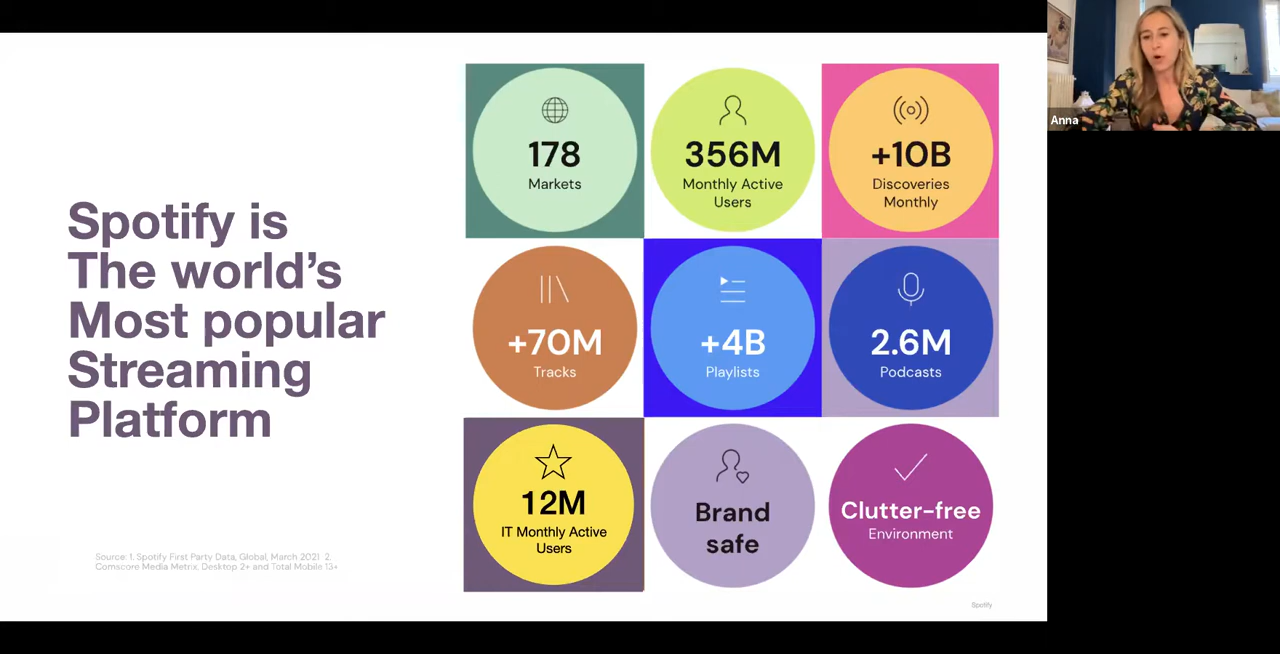 Spotify is
The world’s
Most popular
Streaming
Platform
178
Markets
356M
Monthly Active
Users
+10B
Discoveries
Monthly
+70M
Tracks
+4B
Playlists
2.6M
Podcasts
12M
IT Monthly Active
Users
Brand
safe
Clutter-free
Environment
Source: 1. Spotify First Party Data, Global, March 2021 2.
Comscore Media Metrix, Desktop 2+ and Total Mobile 13+
Spotify
Anna